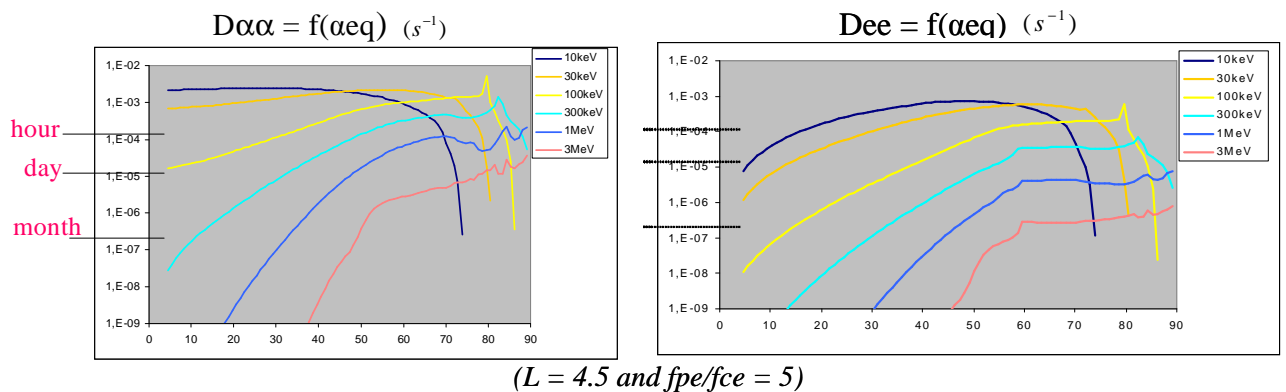 Dαα = f(αeq) (s⁻¹)
Dee = f(αeq) (s⁻¹)
1,E-02
1,E-03
1,E-04
1,E-05
1,E-06
1,E-07
1,E-08
1,E-09
0 10 20 30 40 50 60 70 80 90
10keV
30keV
100keV
300keV
1MeV
3MeV
hour
day
month
1,E-02
1,E-03
1,E-04
1,E-05
1,E-06
1,E-07
1,E-08
1,E-09
0 10 20 30 40 50 60 70 80 90
10keV
30keV
100keV
300keV
1MeV
3MeV
(L = 4.5 and fpe/fce = 5)